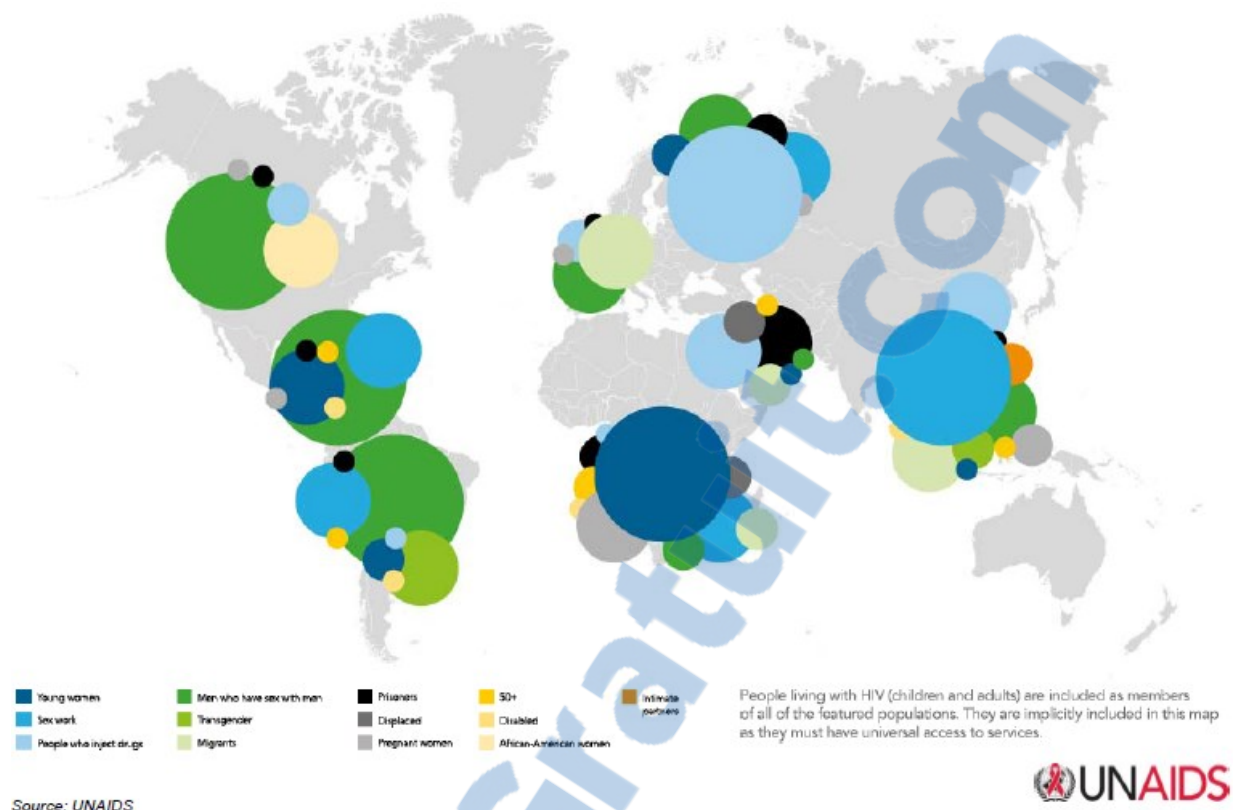 Young women
Sex work
People who inject drugs
Men who have sex with men
Transgender
Migrants
Prisoners
Displaced
Pregnant women
50+
Disabled
African-American women
Intimate
partners
People living with HIV (children and adults) are included as members
of all of the featured populations. They are implicitly included in this map
as they must have universal access to services.
UNAIDS
Source: UNAIDS
Gratuit.com